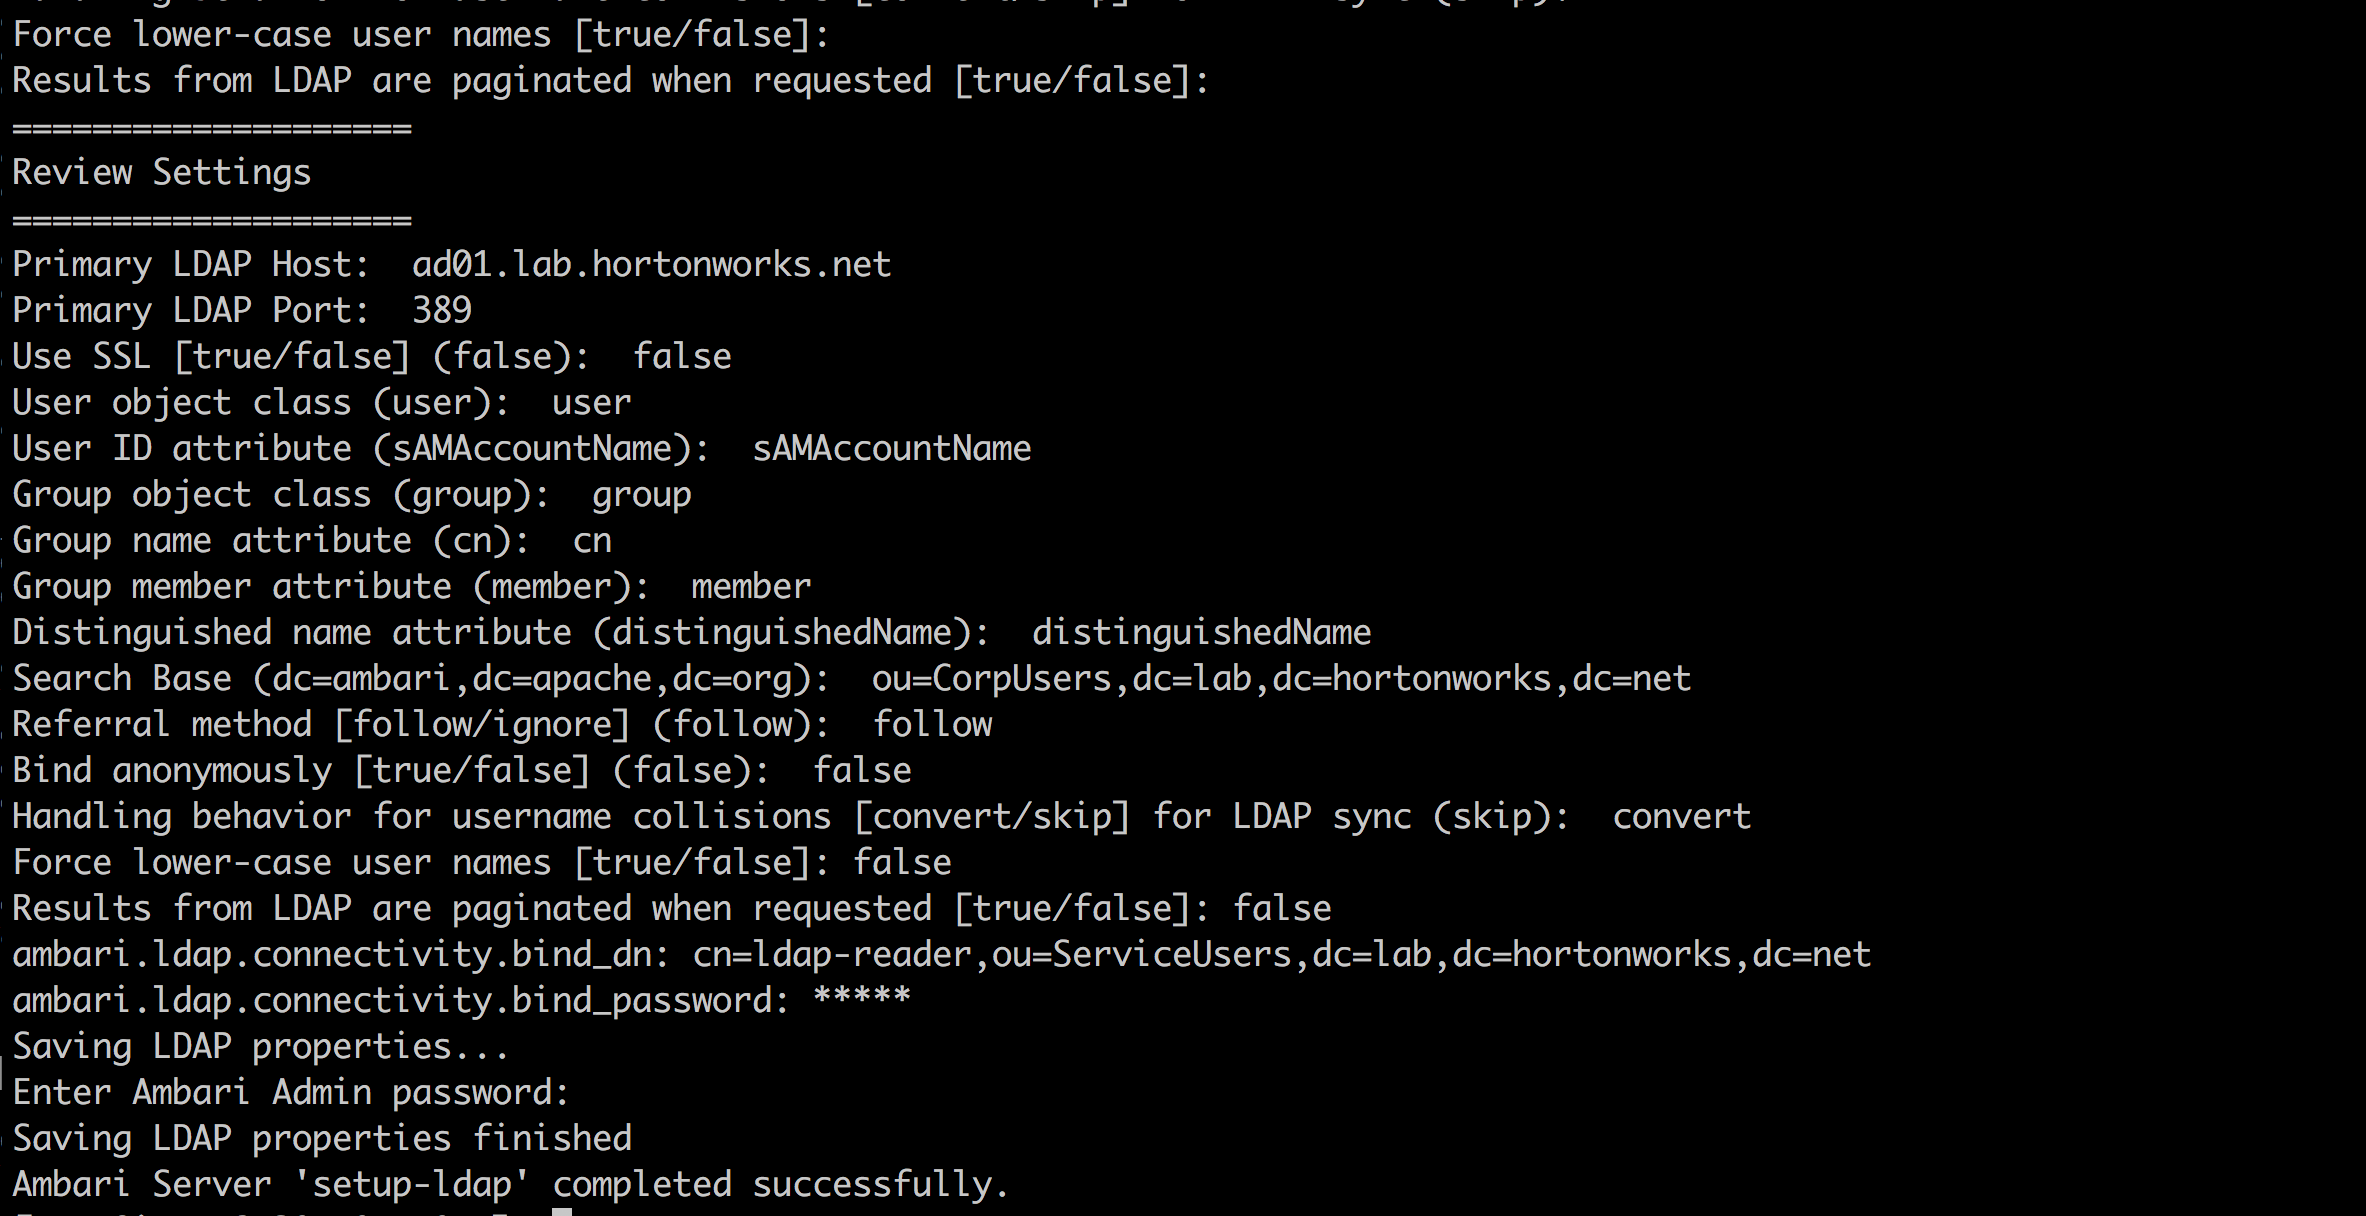 Force lower-case user names [true/false]:
Results from LDAP are paginated when requested [true/false]:
====================
Review Settings
====================
Primary LDAP Host:  ad01.lab.hortonworks.net
Primary LDAP Port:  389
Use SSL [true/false] (false):  false
User object class (user):  user
User ID attribute (sAMAccountName):  sAMAccountName
Group object class (group):  group
Group name attribute (cn):  cn
Group member attribute (member):  member
Distinguished name attribute (distinguishedName):  distinguishedName
Search Base (dc=ambari,dc=apache,dc=org):  ou=CorpUsers,dc=lab,dc=hortonworks,dc=net
Referral method [follow/ignore] (follow):  follow
Bind anonymously [true/false] (false):  false
Handling behavior for username collisions [convert/skip] for LDAP sync (skip):  convert
Force lower-case user names [true/false]: false
Results from LDAP are paginated when requested [true/false]: false
ambari.ldap.connectivity.bind_dn: cn=ldap-reader,ou=ServiceUsers,dc=lab,dc=hortonworks,dc=net
ambari.ldap.connectivity.bind_password: *****
Saving LDAP properties...
Enter Ambari Admin password:
Saving LDAP properties finished
Ambari Server 'setup-ldap' completed successfully.